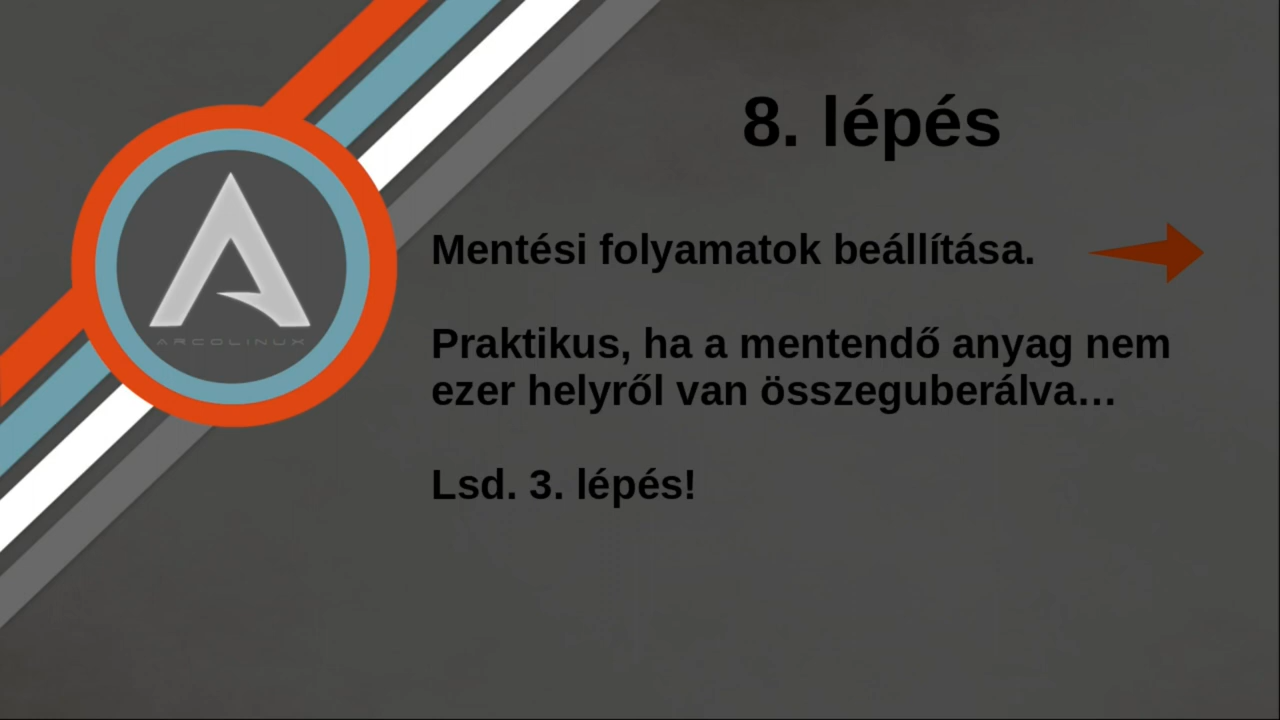 8. lépés
Mentési folyamatok beállítása.
Praktikus, ha a mentendő anyag nem
ezer helyről van összeguberálva…
Lsd. 3. lépés!
ARCOLINUX